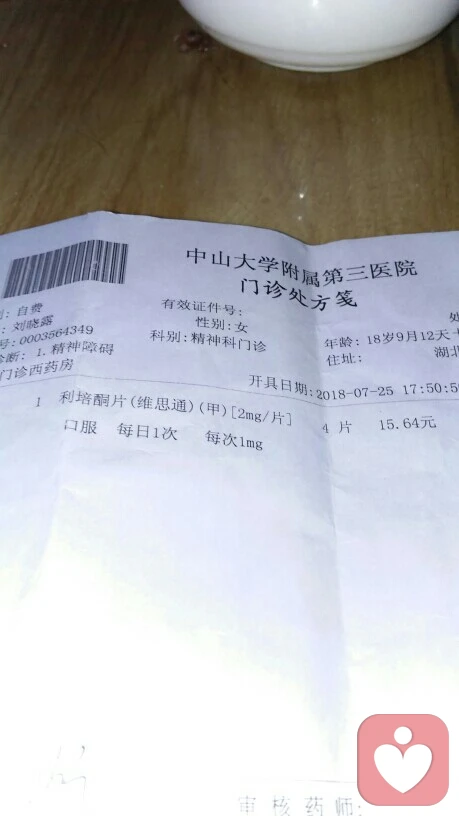 中山大学附属第三医院
门诊处方笺
: 自费
有效证件号:
处
: 刘晓露
性别:女
年龄: 18岁9月12天
号:0003564349
科别:精神科门诊
住址:
湖北
诊断: 1.精神障碍
门诊西药房
开具日期:2018-07-25 17:50:5
1 利培酮片(维思通)(甲)[2mg/片] 4 片 15.64元
口服 每日1次 每次1mg
审 核 药 师: